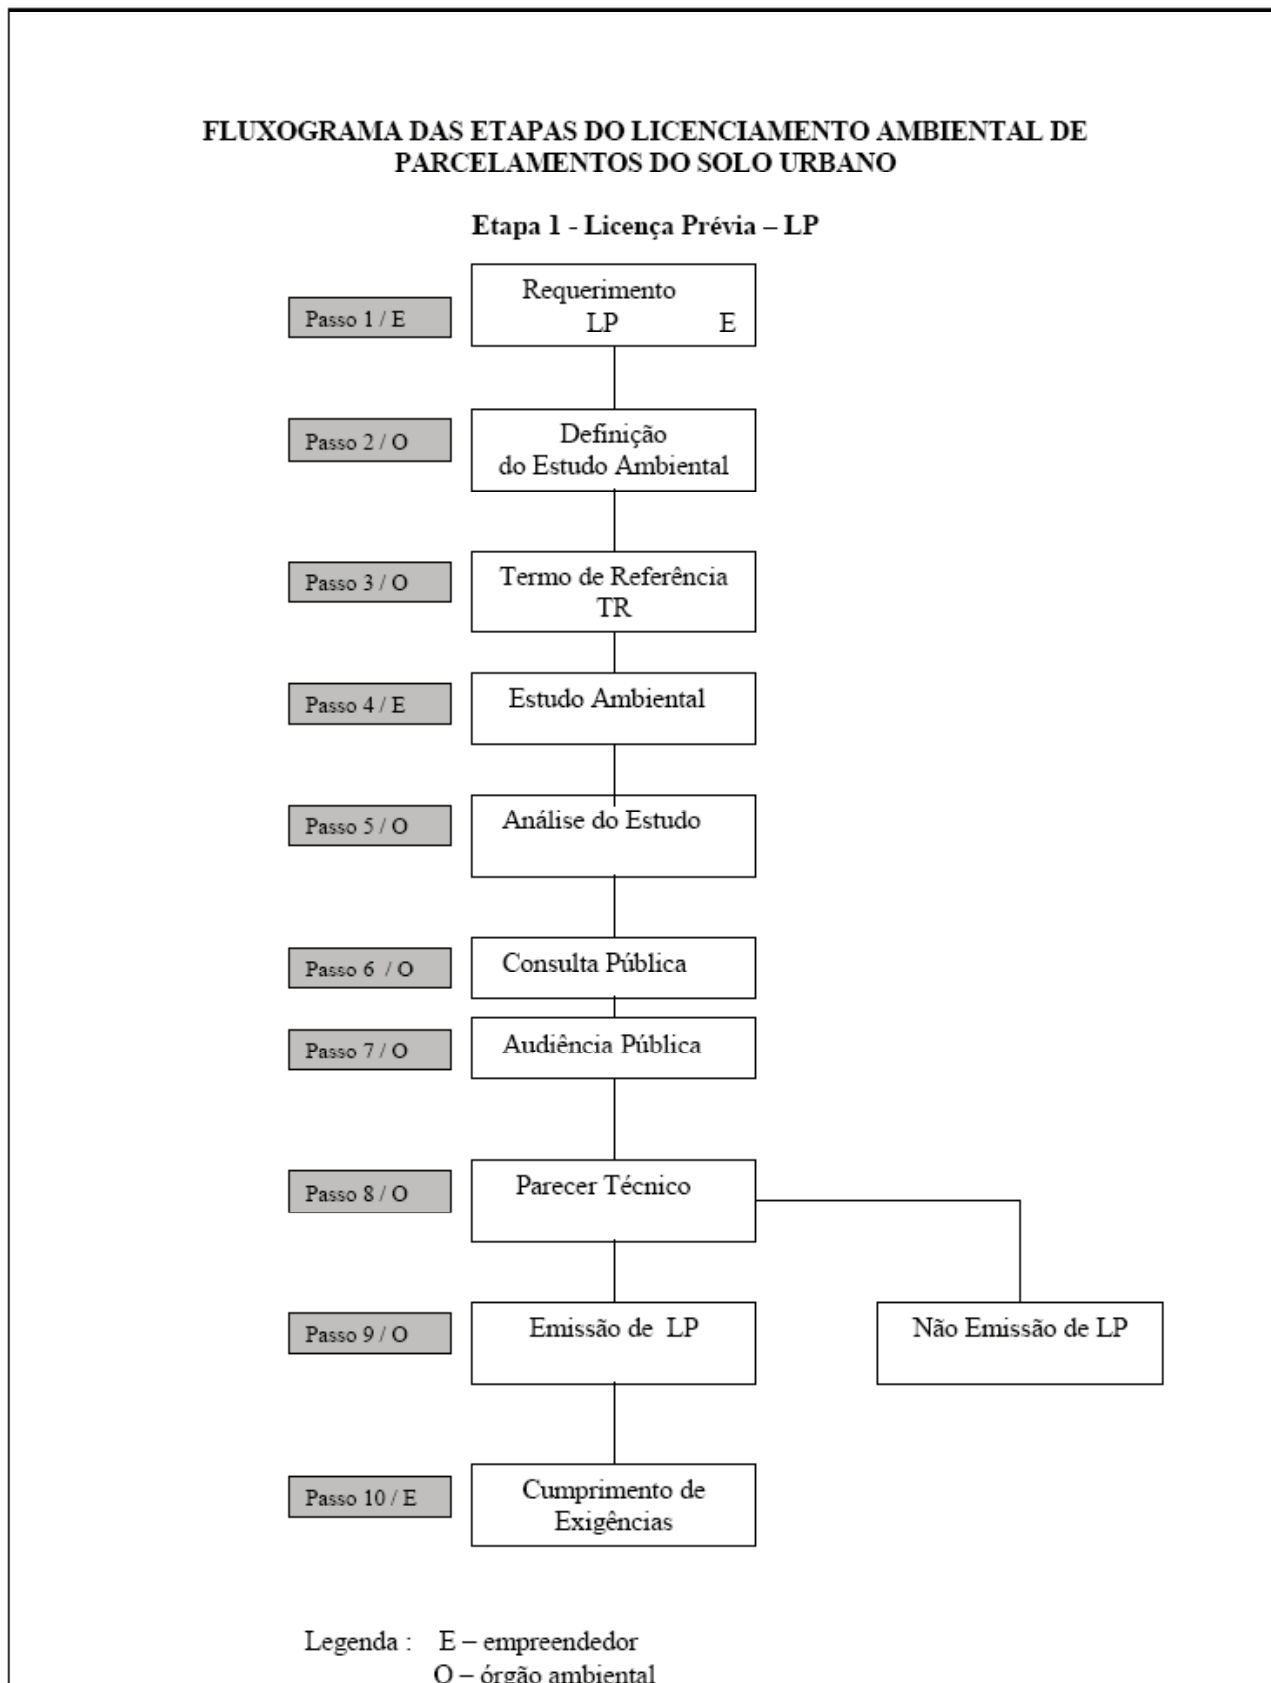 FLUXOGRAMA DAS ETAPAS DO LICENCIAMENTO AMBIENTAL DE
PARCELAMENTOS DO SOLO URBANO
Etapa 1 - Licença Prévia – LP
Passo 1 / E
Requerimento
LP E
Passo 2 / O
Definição
do Estudo Ambiental
Passo 3 / O
Termo de Referência
TR
Passo 4 / E
Estudo Ambiental
Passo 5 / O
Análise do Estudo
Passo 6 / O
Consulta Pública
Passo 7 / O
Audiência Pública
Passo 8 / O
Parecer Técnico
Passo 9 / O
Emissão de LP
Não Emissão de LP
Passo 10 / E
Cumprimento de
Exigências
Legenda : E – empreendedor
O – órgão ambiental